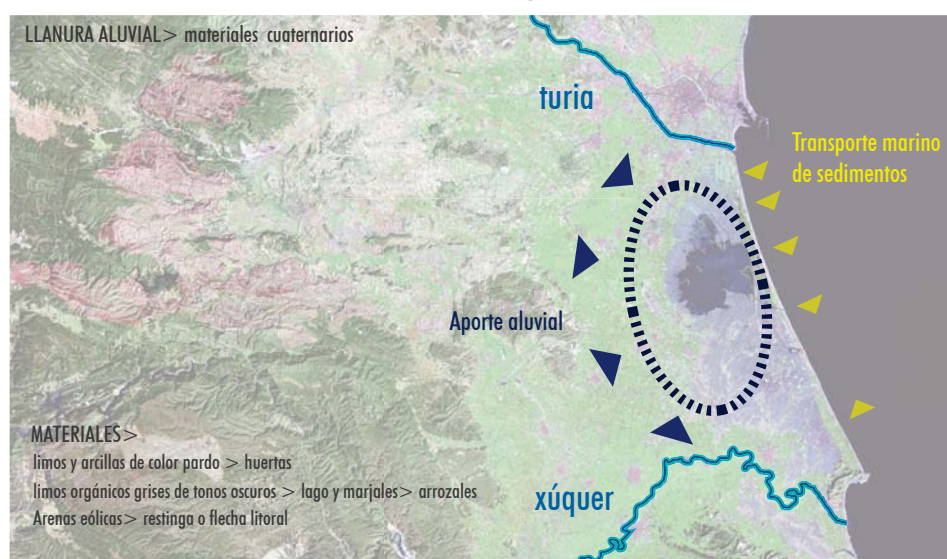 LLANURA ALUVIAL> materiales cuaternarios
turia
Transporte marino
de sedimentos
Aporte aluvial
MATERIALES>
limos y arcillas de color pardo > huertas
limos orgánicos grises de tonos oscuros > lago y marjales> arrozales
Arenas eólicas> restinga o flecha litoral
xúquer